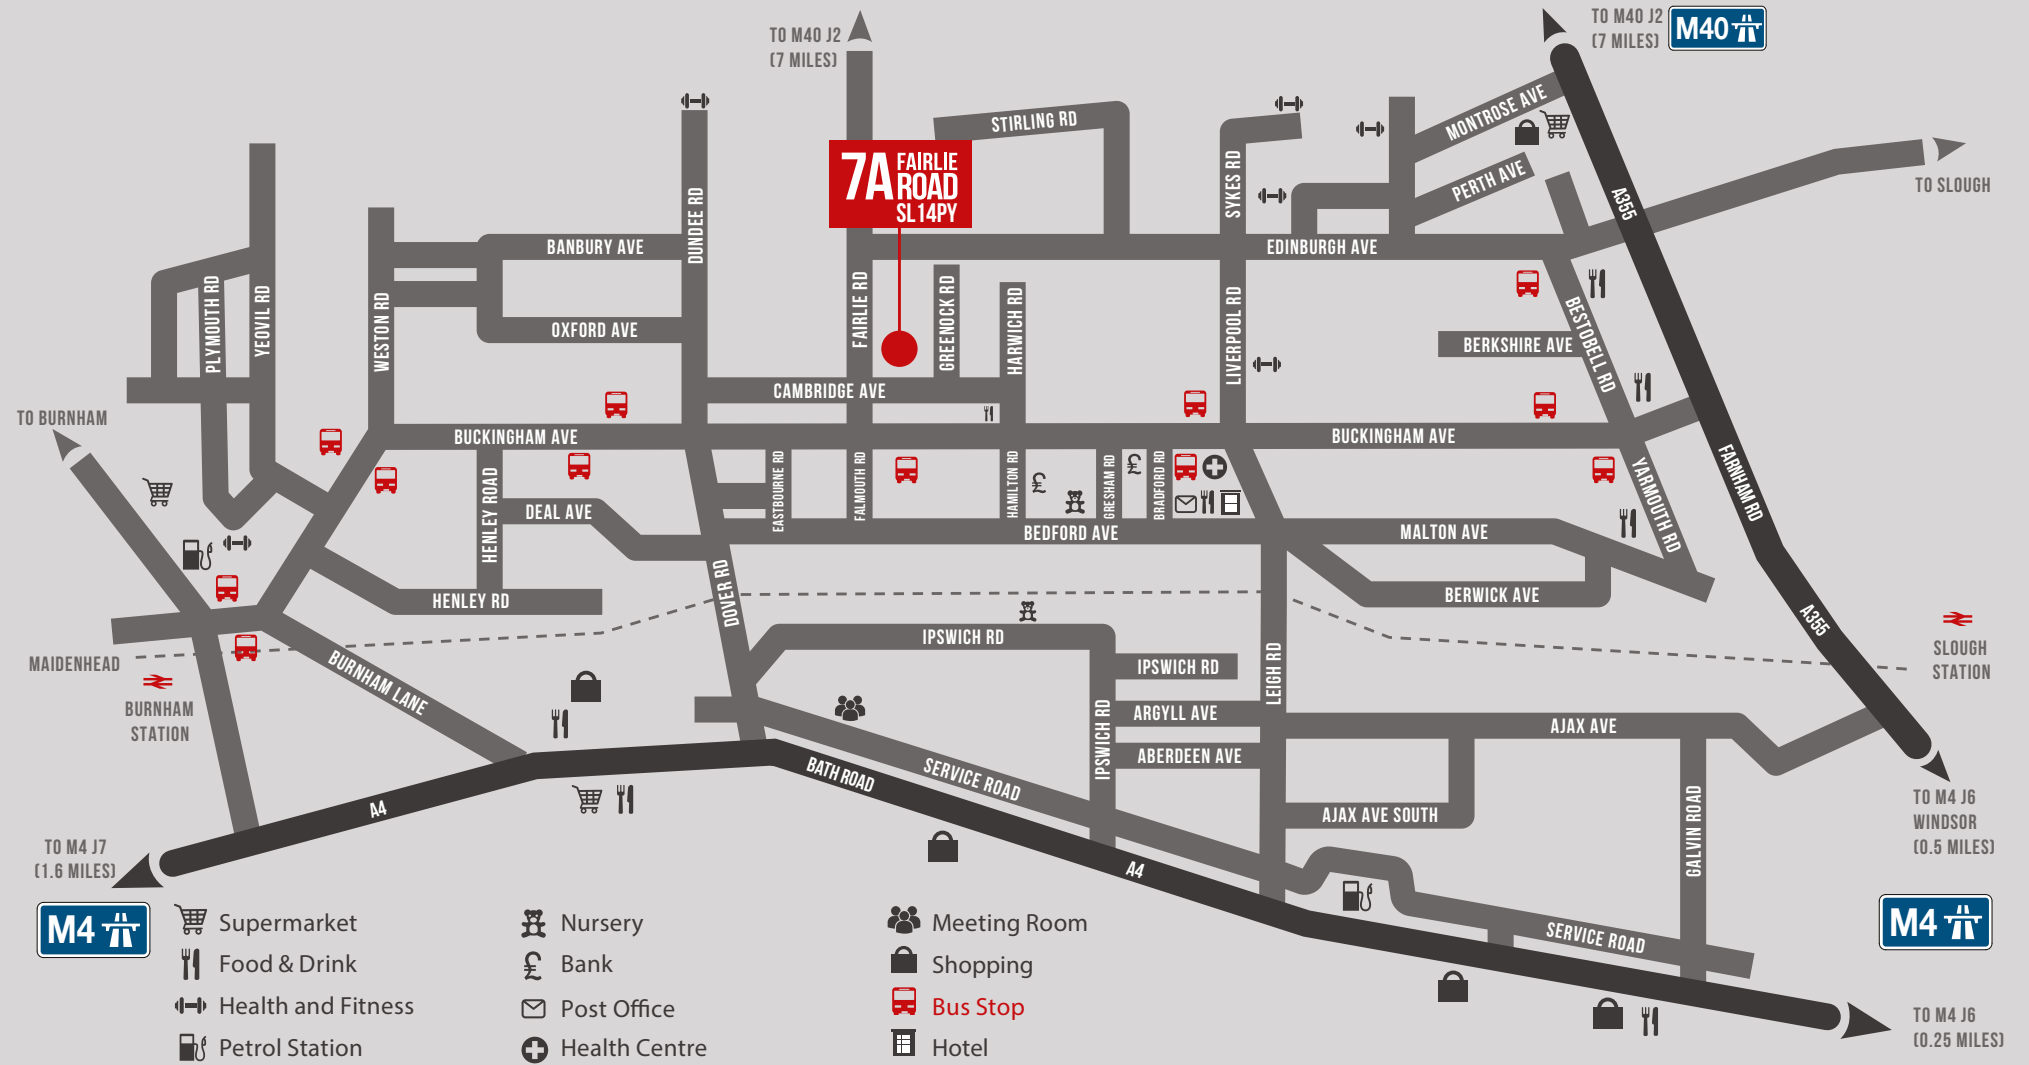 TO M40 J2
(7 MILES)
TO M40 J2
(7 MILES)
M40
MONTROSE AVE
STIRLING RD
7A FAIRLIE
ROAD
SL14PY
SYKES RD
PERTH AVE
A355
TO SLOUGH
DUNDEE RD
BANBURY AVE
EDINBURGH AVE
PLYMOUTH RD
YEOVIL RD
WESTON RD
OXFORD AVE
FAIRLIE RD
GREENOCK RD
HARWICH RD
LIVERPOOL RD
BERKSHIRE AVE
BESTOBELL RD
CAMBRIDGE AVE
TO BURNHAM
BUCKINGHAM AVE
BUCKINGHAM AVE
FARNHAM RD
HENLEY ROAD
DEAL AVE
EASTBOURNE RD
FALMOUTH RD
HAMILTON RD
GRESHAM RD
BRADFORD RD
YARMOUTH RD
BEDFORD AVE
MALTON AVE
HENLEY RD
DOVER RD
BERWICK AVE
A355
IPSWICH RD
MAIDENHEAD
BURNHAM LANE
IPSWICH RD
LEIGH RD
SLOUGH
STATION
BURNHAM
STATION
IPSWICH RD
ARGYLL AVE
AJAX AVE
ABERDEEN AVE
BATH ROAD
SERVICE ROAD
A4
AJAX AVE SOUTH
GALVIN ROAD
TO M4 J6
WINDSOR
(0.5 MILES)
TO M4 J7
(1.6 MILES)
A4
M4
M4
SERVICE ROAD
TO M4 J6
(0.25 MILES)
Supermarket
Food & Drink
Health and Fitness
Petrol Station
Nursery
£ Bank
Post Office
Health Centre
Meeting Room
Shopping
Bus Stop
Hotel